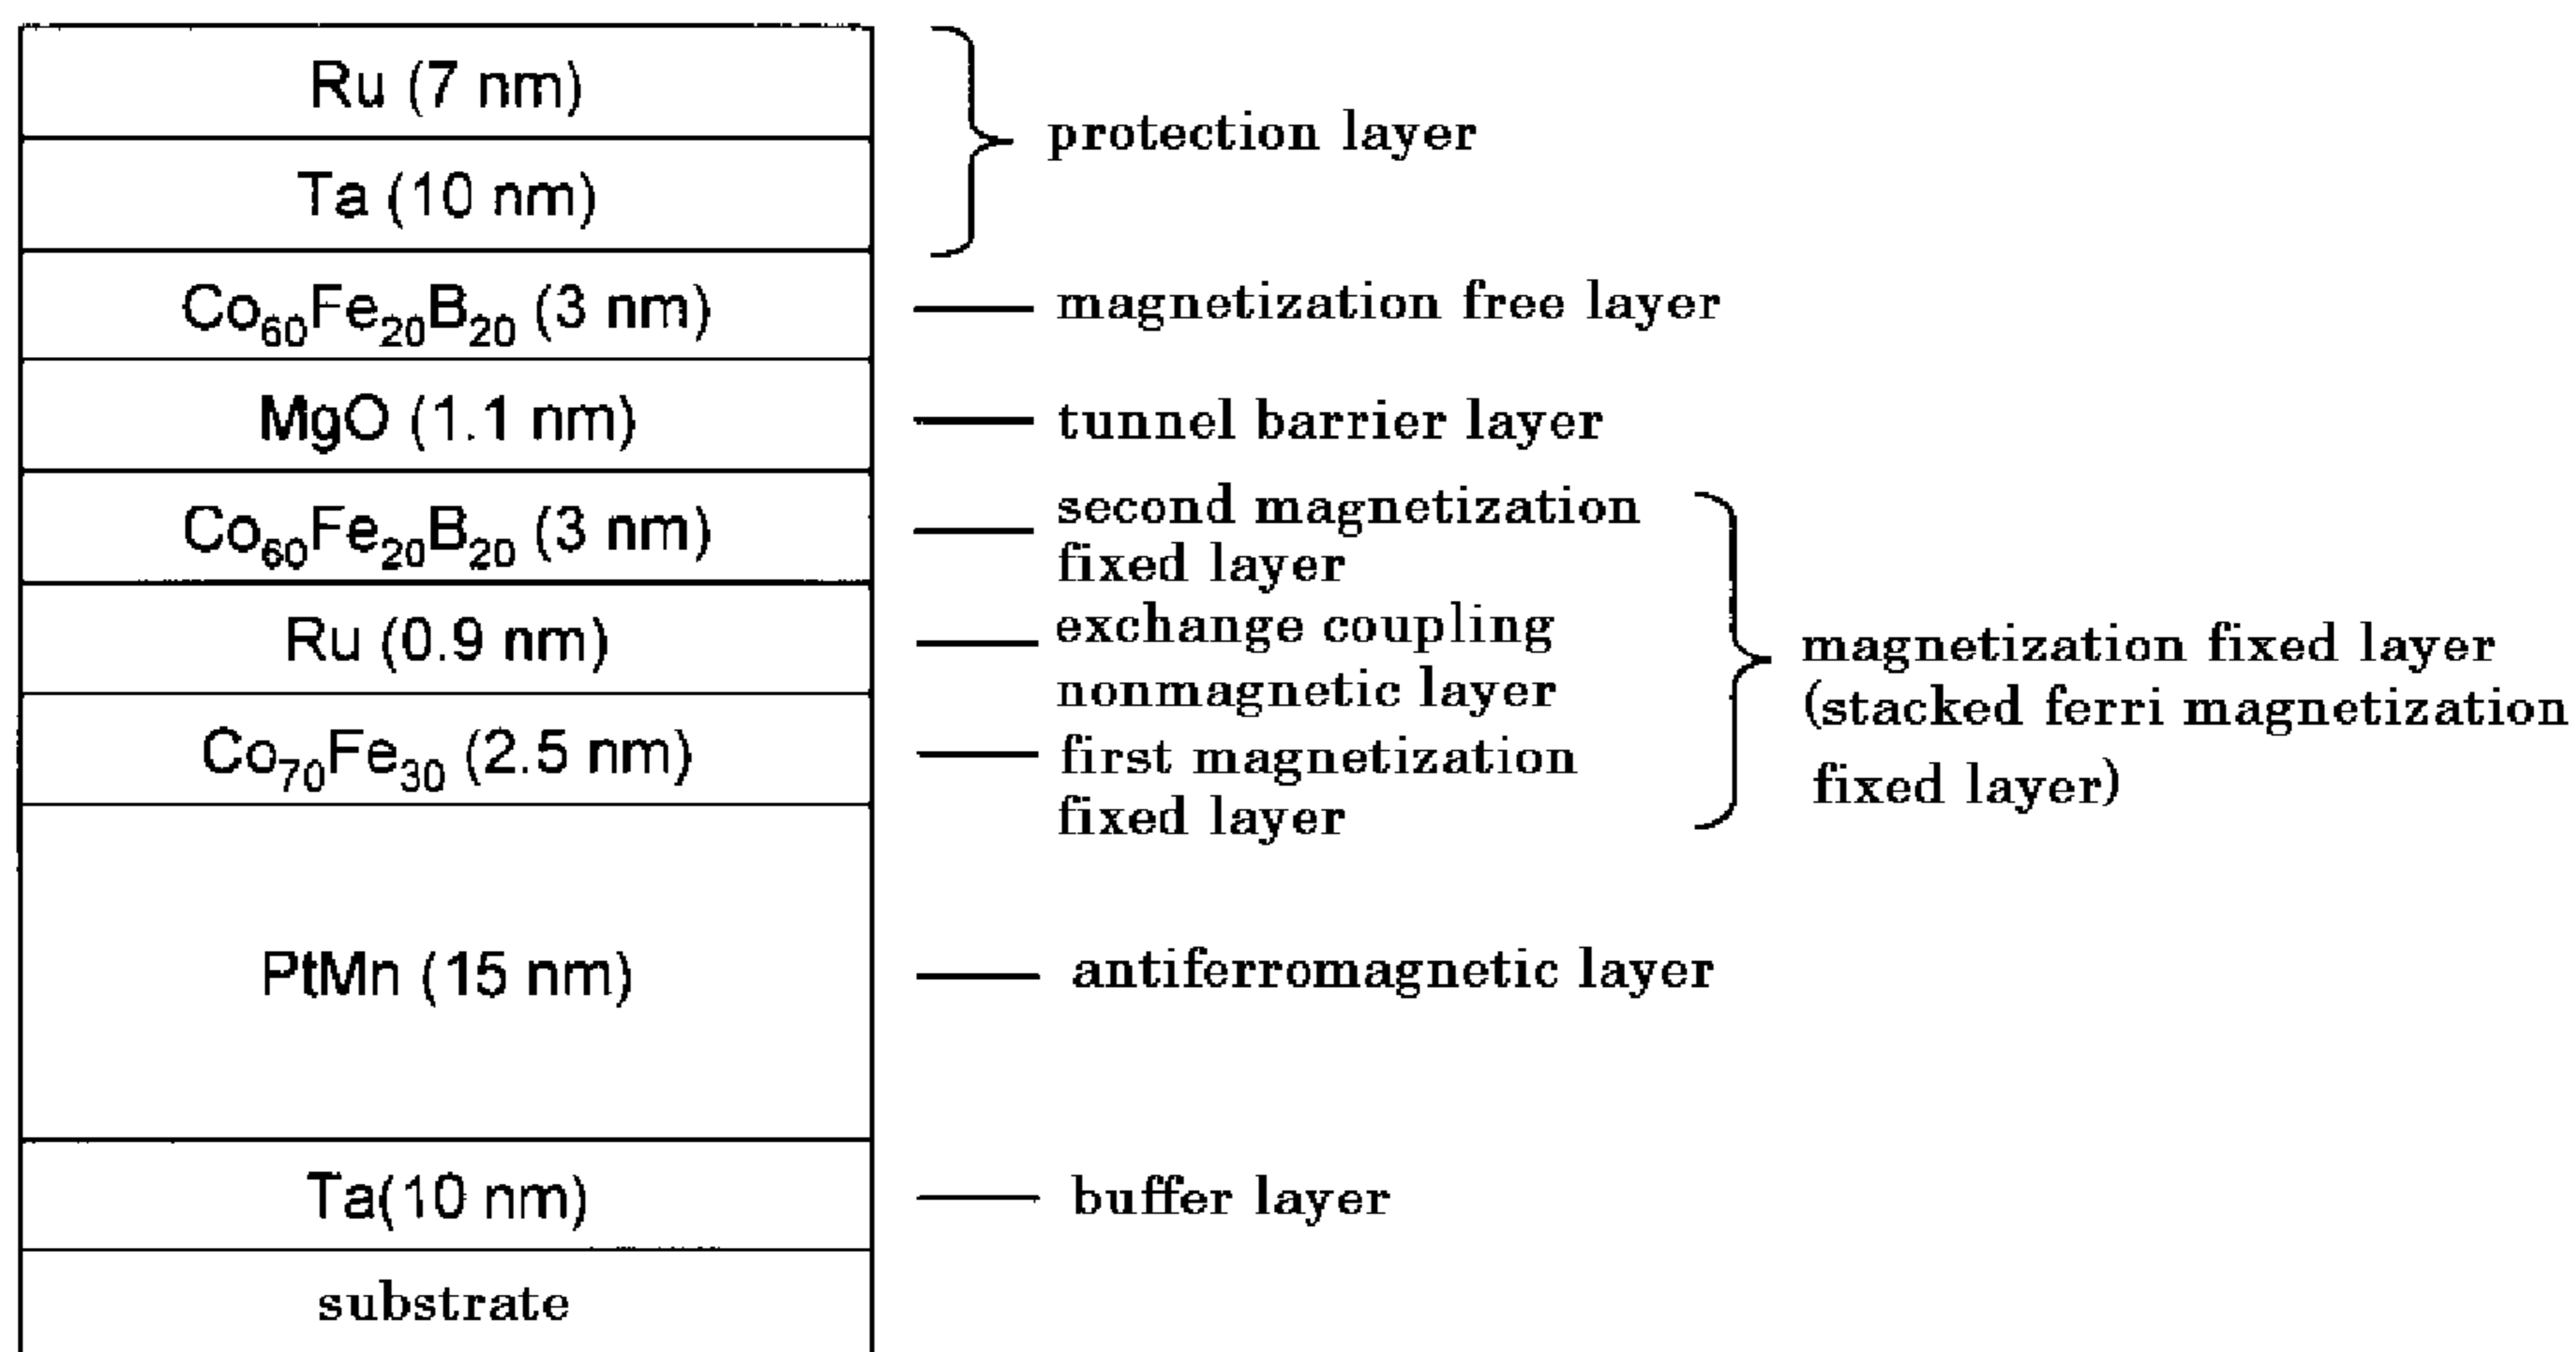 Ru (7 nm)
Ta (10 nm)
protection layer
Co₆₀Fe₂₀B₂₀ (3 nm)
magnetization free layer
MgO (1.1 nm)
tunnel barrier layer
Co₆₀Fe₂₀B₂₀ (3 nm)
second magnetization
fixed layer
Ru (0.9 nm)
exchange coupling
nonmagnetic layer
Co₇₀Fe₃₀ (2.5 nm)
first magnetization
fixed layer
magnetization fixed layer
(stacked ferri magnetization
fixed layer)
PtMn (15 nm)
antiferromagnetic layer
Ta(10 nm)
buffer layer
substrate